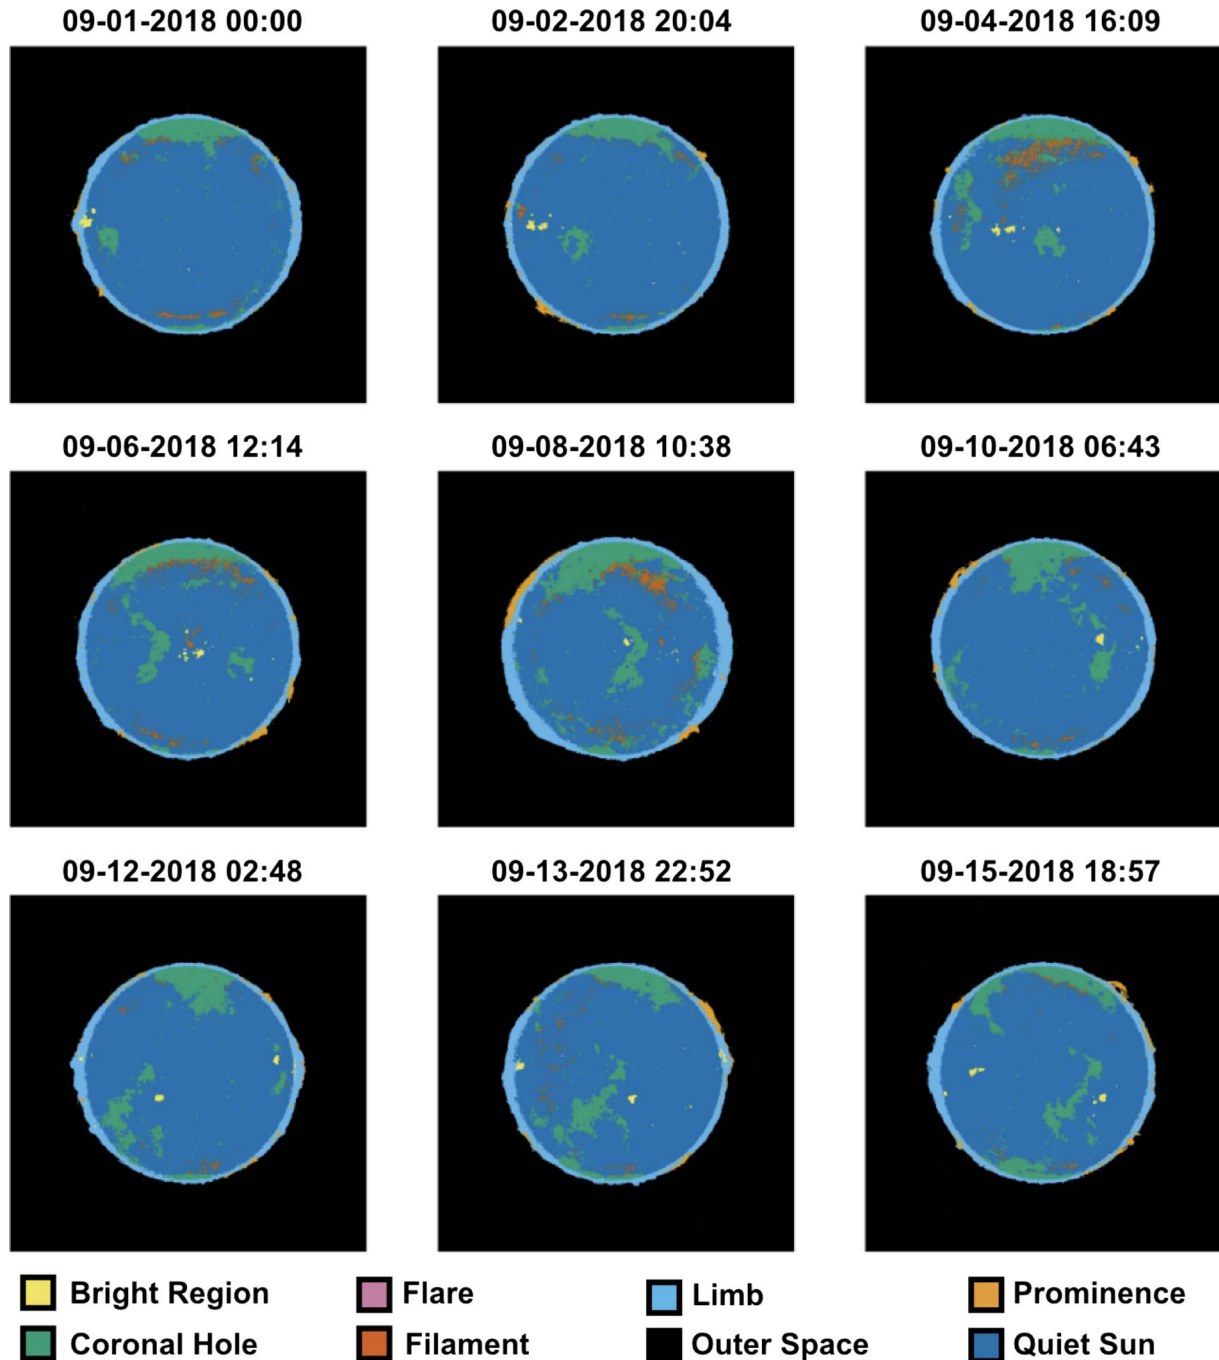 09-01-2018 00:00 09-02-2018 20:04 09-04-2018 16:09
09-06-2018 12:14 09-08-2018 10:38 09-10-2018 06:43
09-12-2018 02:48 09-13-2018 22:52 09-15-2018 18:57
Bright Region Flare Limb Prominence
Coronal Hole Filament Outer Space Quiet Sun